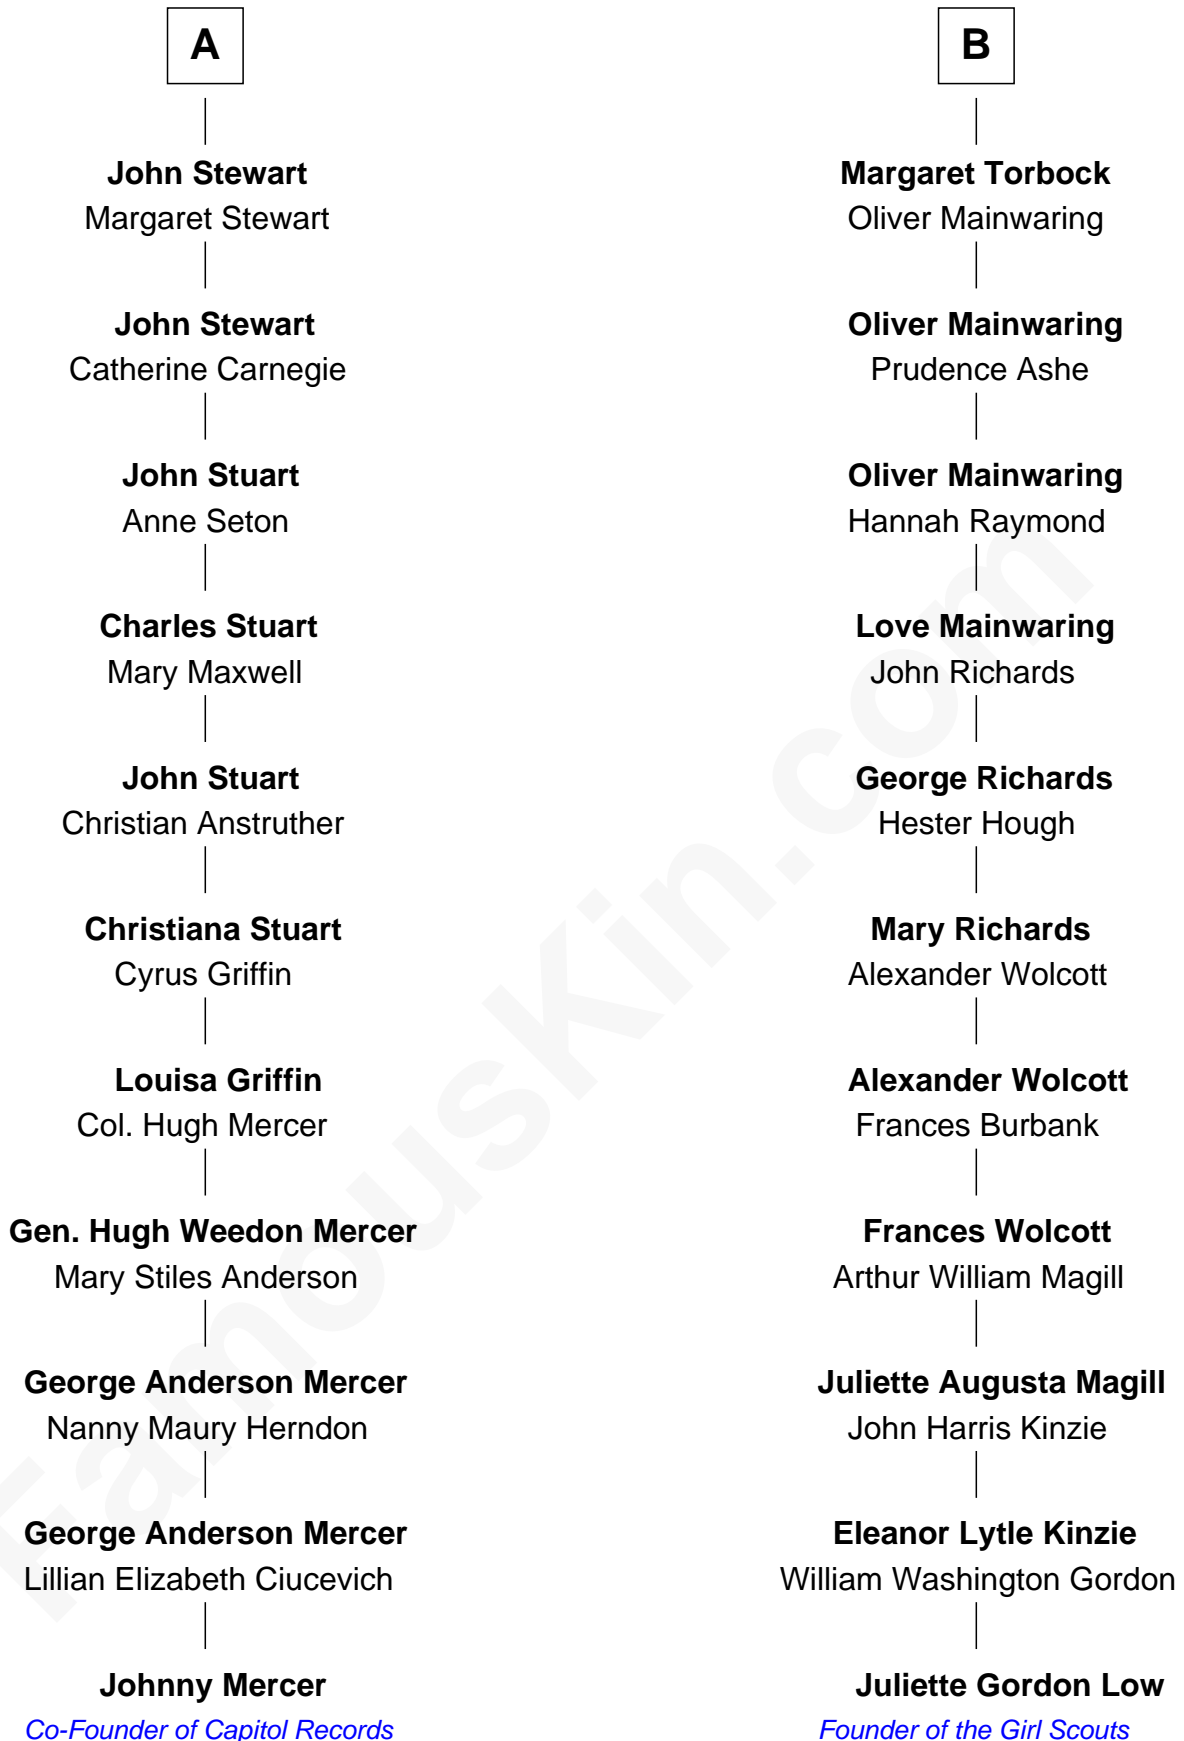 A
B
John Stewart
Margaret Stewart
Margaret Torbock
Oliver Mainwaring
John Stewart
Catherine Carnegie
Oliver Mainwaring
Prudence Ashe
John Stuart
Anne Seton
Oliver Mainwaring
Hannah Raymond
Charles Stuart
Mary Maxwell
Love Mainwaring
John Richards
John Stuart
Christian Anstruther
George Richards
Hester Hough
Christiana Stuart
Cyrus Griffin
Mary Richards
Alexander Wolcott
Louisa Griffin
Col. Hugh Mercer
Alexander Wolcott
Frances Burbank
Gen. Hugh Weedon Mercer
Mary Stiles Anderson
Frances Wolcott
Arthur William Magill
George Anderson Mercer
Nanny Maury Herndon
Juliette Augusta Magill
John Harris Kinzie
George Anderson Mercer
Lillian Elizabeth Ciucevich
Eleanor Lytle Kinzie
William Washington Gordon
Johnny Mercer
Co-Founder of Capitol Records
Juliette Gordon Low
Founder of the Girl Scouts
FamousKin.com